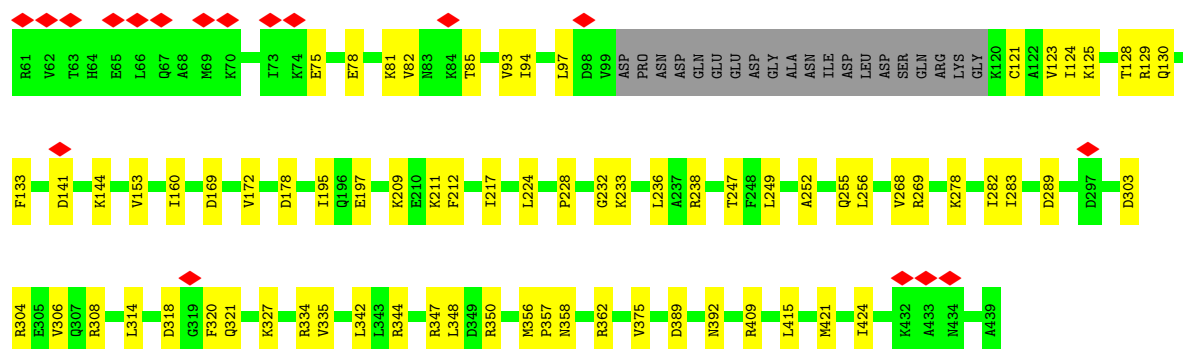 R61 V62 T63 H64 E65 L66 Q67 A68 M69 K70 I73 K74 E75 E78 K81 V82 N83 K84 T85 V93 I94 L97 D98 V99 ASP PRO ASN ASP GLN GLU GLU ASP GLY ALA ASN ILE ASP LEU ASP SER GLN ARG LYS GLY K120 C121 A122 V123 I124 K125 T128 R129 Q130
F133 D141 K144 V153 I160 D169 V172 D178 I195 Q196 E197 K209 E210 K211 F212 I217 L224 P228 G232 K233 L236 A237 R238 T247 F248 L249 A252 Q255 L256 V268 R269 K278 I282 I283 D289 D297 D303
R304 E305 V306 Q307 R308 L314 D318 G319 F320 Q321 K327 R334 V335 L342 L343 R344 R347 L348 D349 R350 M356 P357 N358 R362 V375 D389 N392 R409 L415 M421 I424 K432 A433 N434 A439